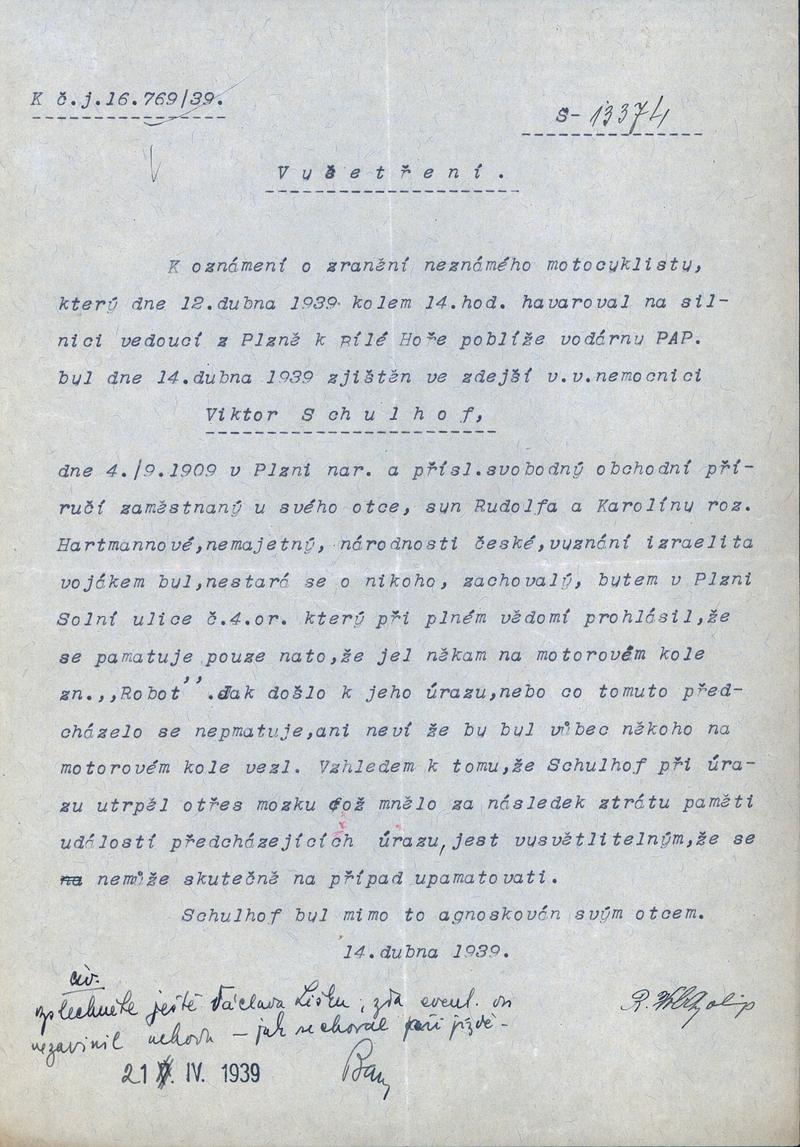 K č.j.16.769/39.
S- 13374
Vyšetření.
K oznámení o zranění neznámého motocyklisty,
který dne 12.dubna 1939 kolem 14.hod. havaroval na sil-
nici vedoucí z Plzně k Bílé Hoře poblíže vodárny PAP.
byl dne 14.dubna 1939 zjištěn ve zdejší v.v.nemocnici
Viktor Schulhof,
dne 4./9.1909 v Plzni nar. a přísl.svobodný obchodní pří-
ručí zaměstnaný u svého otce, syn Rudolfa a Karolíny roz.
Hartmannové,nemajetný, národnosti české,vyznání izraelita
vojákem byl,nestará se o nikoho, zachovalý, bytem v Plzni
Solní ulice č.4.or. který při plném vědomí prohlásil,že
se pamatuje pouze nato,že jel někam na motorovém kole
zn.,,Robot''.Jak došlo k jeho úrazu,nebo co tomuto před-
cházelo se nepmatuje,ani neví že by byl vůbec někoho na
motorovém kole vezl. Vzhledem k tomu,že Schulhof při úra-
zu utrpěl otřes mozku což mnělo za následek ztrátu paměti
událostí předcházejících úrazu,jest vysvětlitelným,že se
na nemůže skutečně na případ upamatovati.
Schulhof byl mimo to agnoskován svým otcem.
14.dubna 1939.
vyslechněte ještě Václava Lišku, zda event. on
nezavinil nehodu – jak se choval při jízdě –
21 IV. 1939